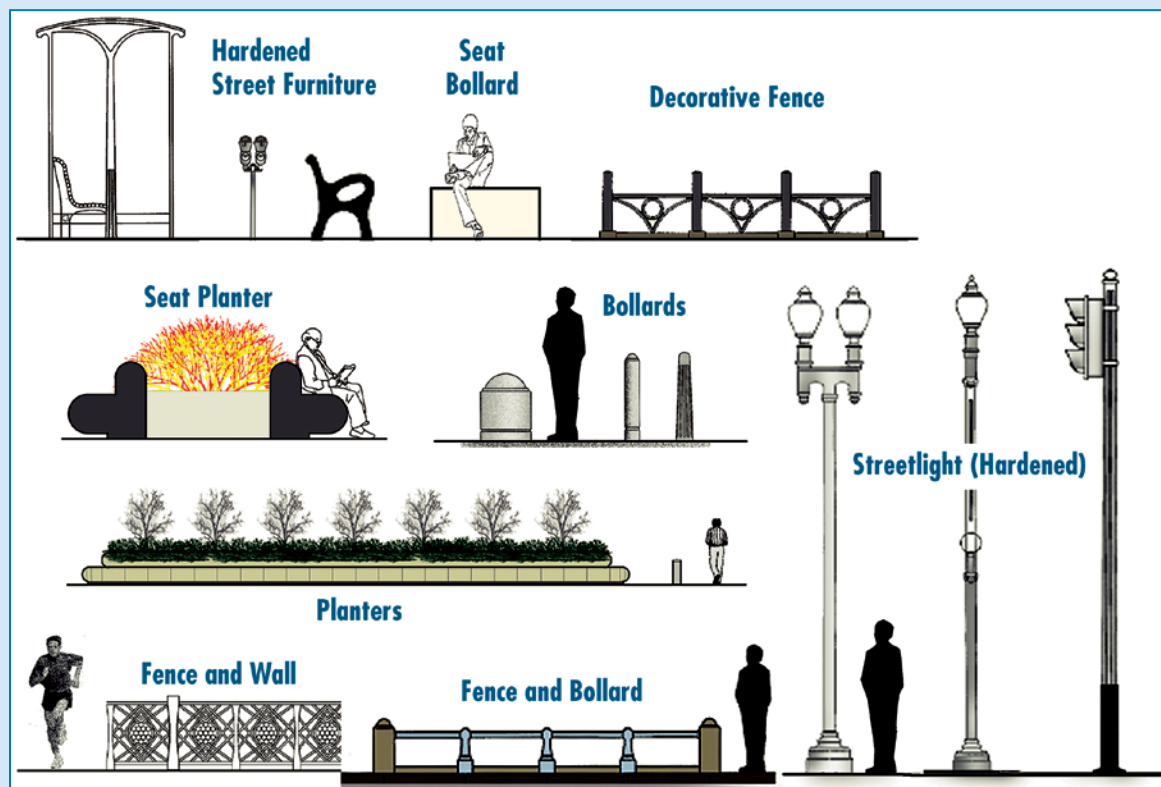 Hardened
Street Furniture
Seat
Bollard
Decorative Fence
Seat Planter
Bollards
Streetlight (Hardened)
Planters
Fence and Wall
Fence and Bollard